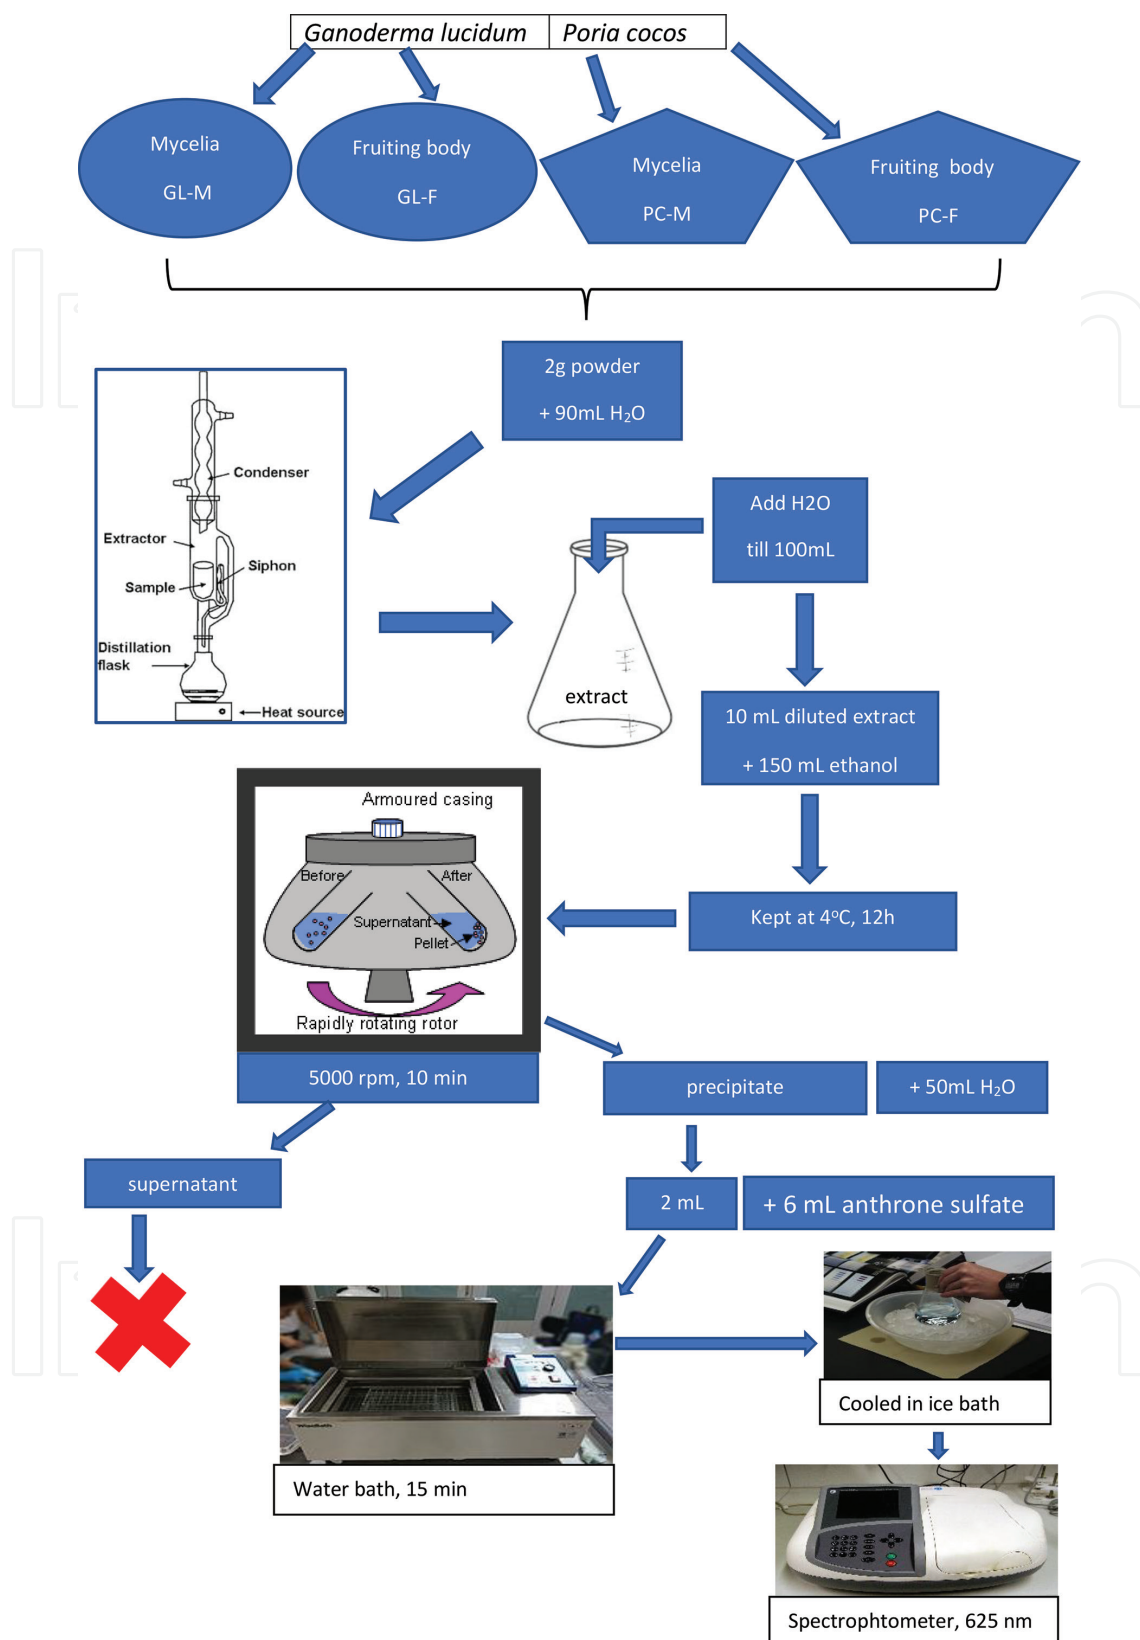 Ganoderma lucidum Poria cocos
Mycelia
GL-M
Fruiting body
GL-F
Mycelia
PC-M
Fruiting body
PC-F
2g powder
+ 90mL H₂O
Condenser
Extractor
Siphon
Sample
Distillation
flask
Heat source
Add H2O
till 100mL
extract
10 mL diluted extract
+ 150 mL ethanol
Kept at 4°C, 12h
Armoured casing
Before
After
Supernatant
Pellet
Rapidly rotating rotor
5000 rpm, 10 min
precipitate
+ 50mL H₂O
supernatant
2 mL
+ 6 mL anthrone sulfate
Water bath, 15 min
Cooled in ice bath
Spectrophtometer, 625 nm